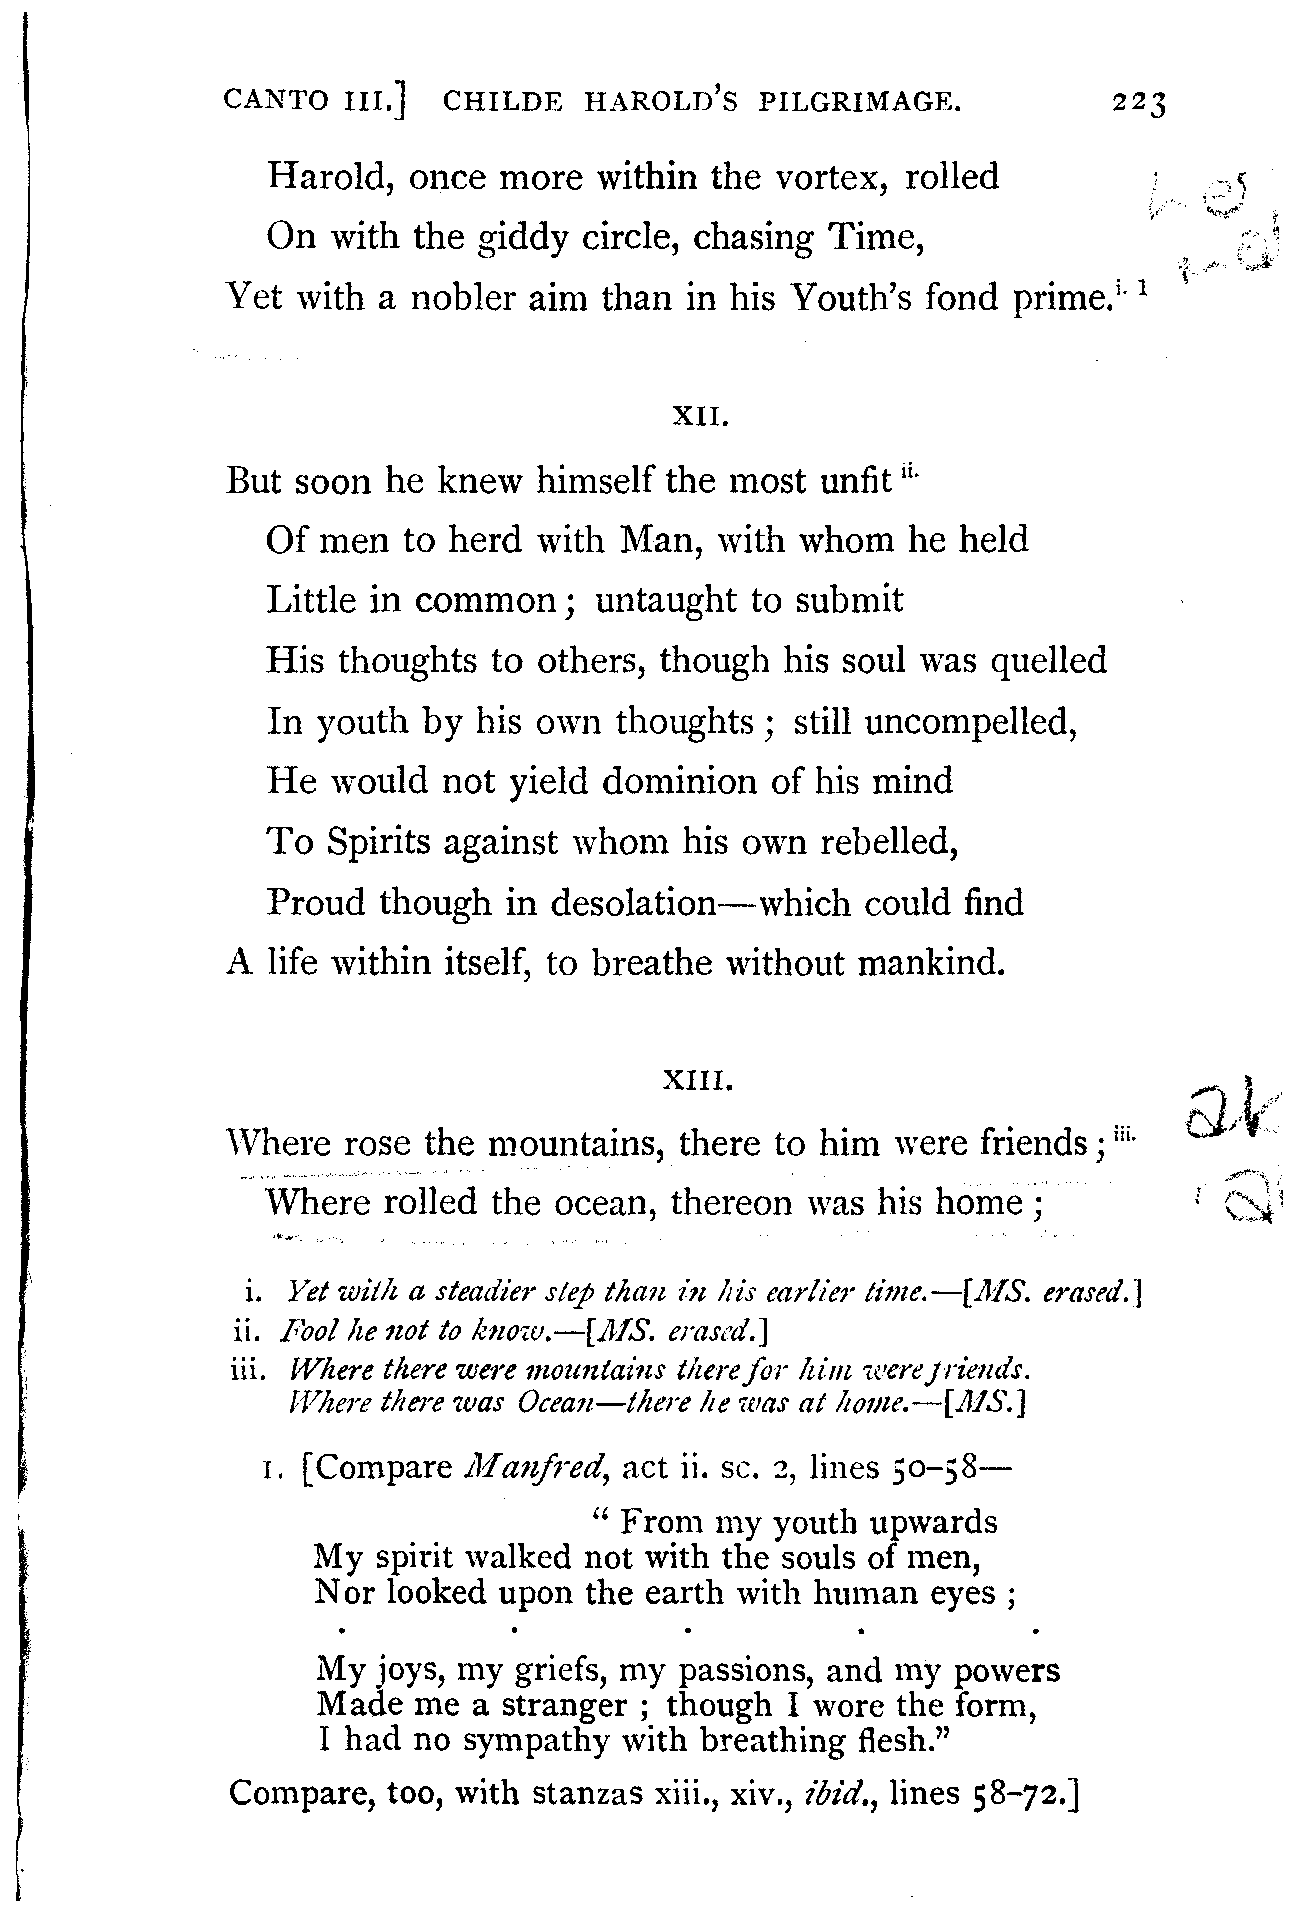 CANTO III.] CHILDE HAROLD'S PILGRIMAGE. 223
Harold, once more within the vortex, rolled
On with the giddy circle, chasing Time,
Yet with a nobler aim than in his Youth's fond prime.i. 1
XII.
But soon he knew himself the most unfit ii.
Of men to herd with Man, with whom he held
Little in common; untaught to submit
His thoughts to others, though his soul was quelled
In youth by his own thoughts; still uncompelled,
He would not yield dominion of his mind
To Spirits against whom his own rebelled,
Proud though in desolation—which could find
A life within itself, to breathe without mankind.
XIII.
Where rose the mountains, there to him were friends; iii.
Where rolled the ocean, thereon was his home;
i. Yet with a steadier step than in his earlier time.—[MS. erased.]
ii. Fool he not to know.—[MS. erased.]
iii. Where there were mountains there for him were friends.
Where there was Ocean—there he was at home.—[MS.]
1. [Compare Manfred, act ii. sc. 2, lines 50–58—
"From my youth upwards
My spirit walked not with the souls of men,
Nor looked upon the earth with human eyes;
. . . . .
My joys, my griefs, my passions, and my powers
Made me a stranger; though I wore the form,
I had no sympathy with breathing flesh."
Compare, too, with stanzas xiii., xiv., ibid., lines 58–72.]